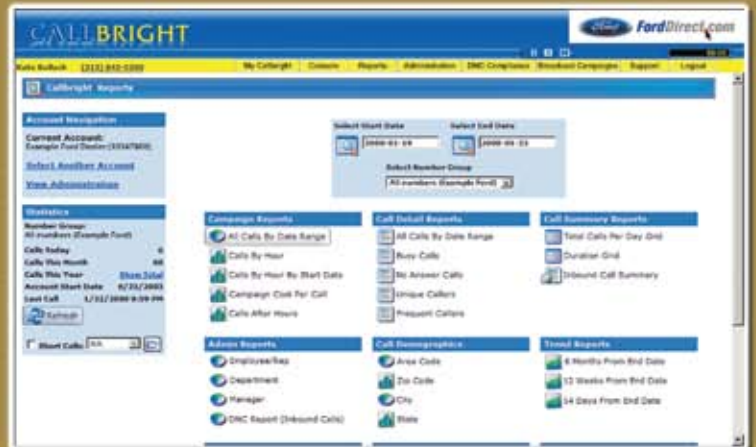 CALLBRIGHT
FordDirect.com
My Callbright Contacts Reports Administration DNC Compliance Broadcast Campaigns Support Logout
Callbright Reports
Account Navigation
Current Account:
Example Ford Dealer
Select Another Account
View Administration
Select Start Date Select End Date
Select Number Group
All numbers (Example Ford)
Statistics
Number Group:
All numbers (Example Ford)
Calls Today
Calls This Month
Calls This Year Show Total
Account Start Date
Last Call
Refresh
Short Calls
Campaign Reports
All Calls By Date Range
Calls By Hour
Calls By Hour By Start Date
Campaign Cost Per Call
Calls After Hours
Call Detail Reports
All Calls By Date Range
Busy Calls
No Answer Calls
Unique Callers
Frequent Callers
Call Summary Reports
Total Calls Per Day Grid
Duration Grid
Inbound Call Summary
Admin Reports
Employee/Rep
Department
Manager
DNC Report (Inbound Calls)
Call Demographics
Area Code
Zip Code
City
State
Trend Reports
6 Months From End Date
12 Weeks From End Date
14 Days From End Date